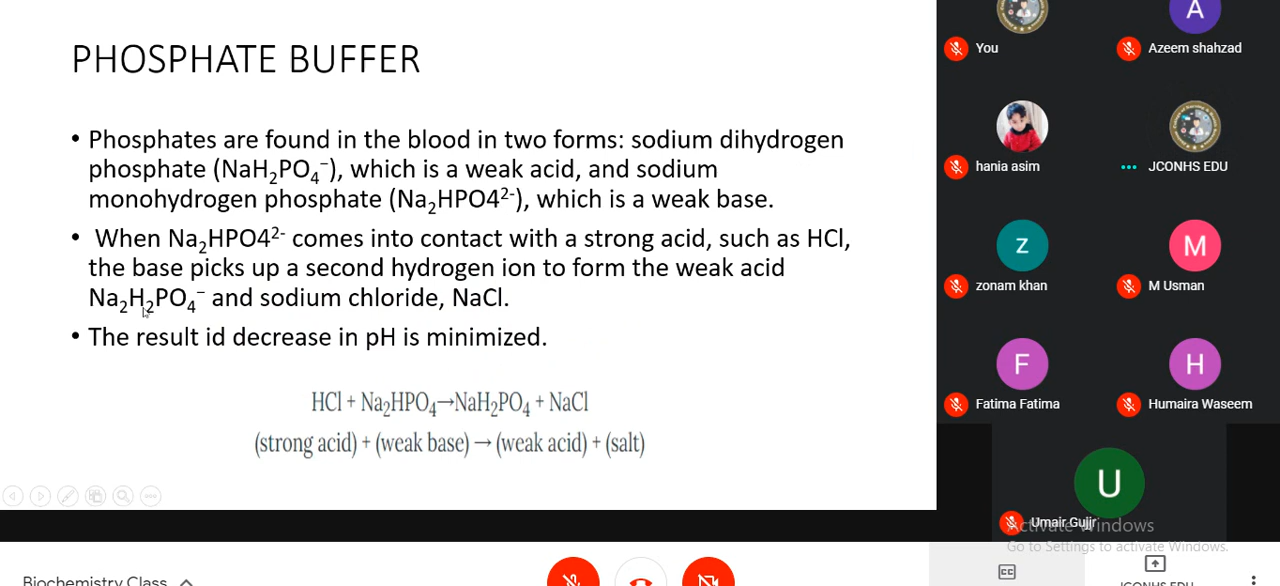 PHOSPHATE BUFFER
• Phosphates are found in the blood in two forms: sodium dihydrogen
phosphate (NaH₂PO₄⁻), which is a weak acid, and sodium
monohydrogen phosphate (Na₂HPO4²⁻), which is a weak base.
• When Na₂HPO4²⁻ comes into contact with a strong acid, such as HCl,
the base picks up a second hydrogen ion to form the weak acid
Na₂H₂PO₄⁻ and sodium chloride, NaCl.
• The result id decrease in pH is minimized.
HCl + Na₂HPO₄→NaH₂PO₄ + NaCl
(strong acid) + (weak base) → (weak acid) + (salt)
A
You
Azeem shahzad
hania asim
JCONHS EDU
Z
M
zonam khan
M Usman
F
H
Fatima Fatima
Humaira Waseem
U
Umair Gujjr
Activate Windows
Go to Settings to activate Windows.
Biochemistry Class
CC
JCONHS EDU